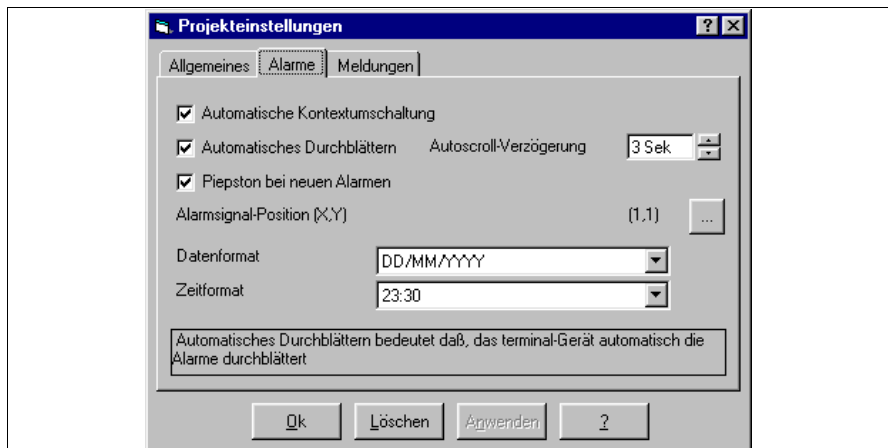 Projekteinstellungen
Allgemeines Alarme Meldungen
Automatische Kontextumschaltung
Automatisches Durchblättern Autoscroll-Verzögerung 3 Sek
Piepston bei neuen Alarmen
Alarmsignal-Position (X,Y) (1,1) ...
Datenformat DD/MM/YYYY
Zeitformat 23:30
Automatisches Durchblättern bedeutet daß, das terminal-Gerät automatisch die
Alarme durchblättert
Ok Löschen Anwenden ?